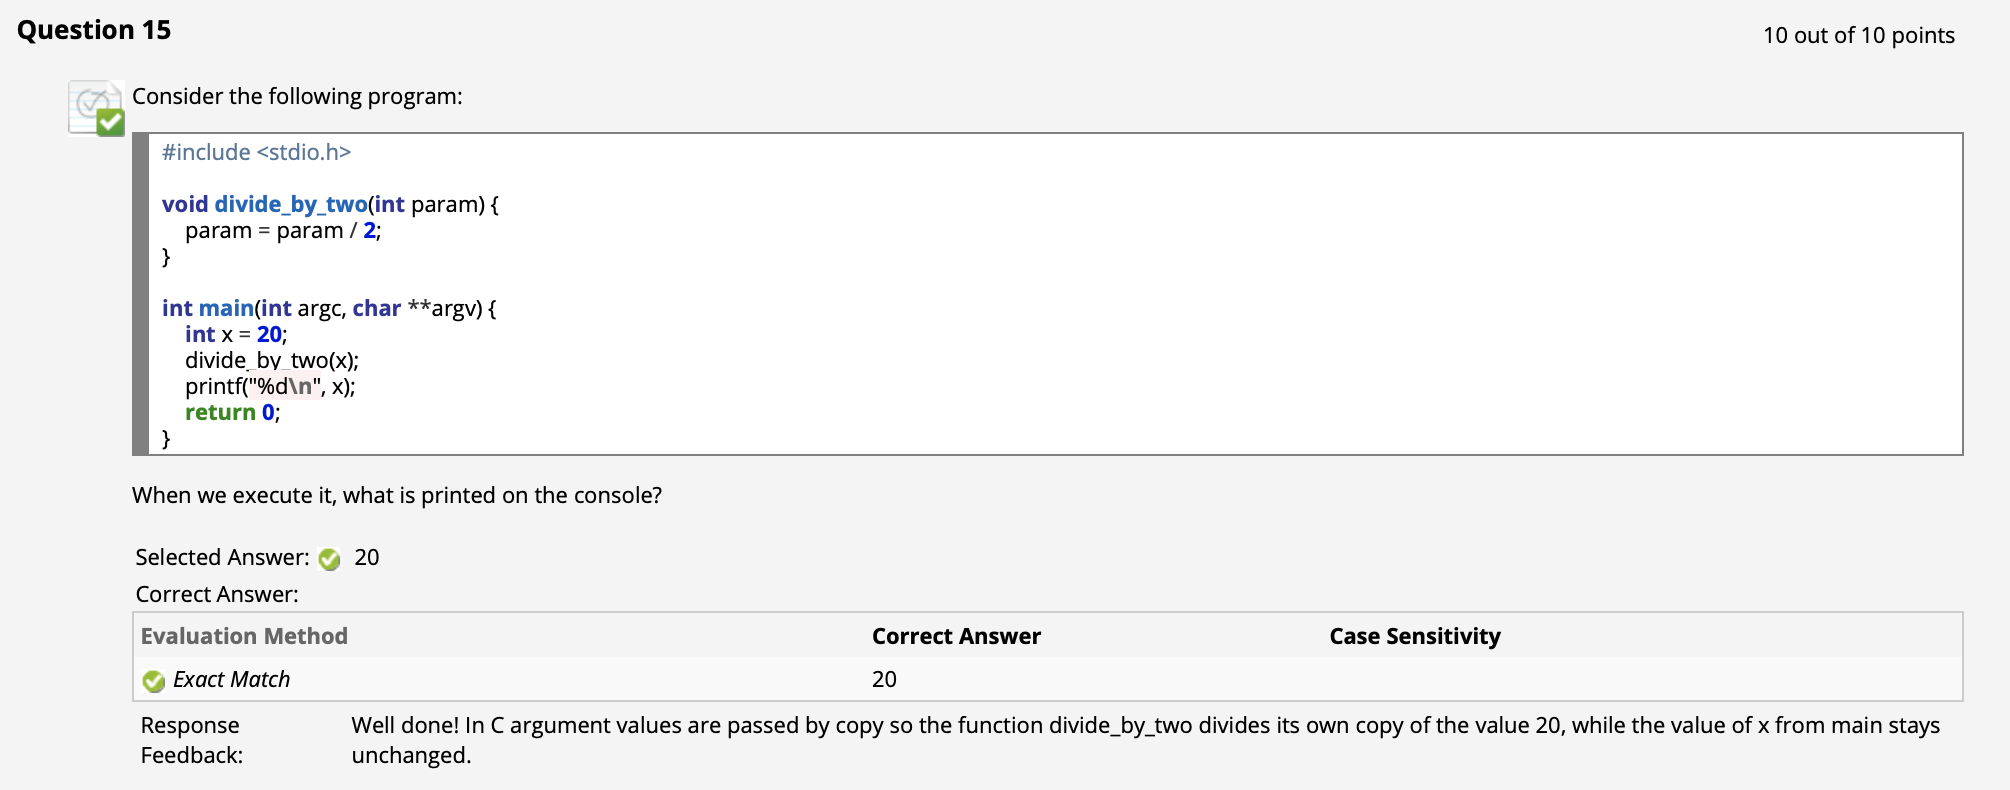 Question 15
10 out of 10 points
Consider the following program:
#include <stdio.h>
void divide_by_two(int param) {
param = param / 2;
}
int main(int argc, char **argv) {
int x = 20;
divide_by_two(x);
printf("%d\n", x);
return 0;
}
When we execute it, what is printed on the console?
Selected Answer: 20
Correct Answer:
Evaluation Method Correct Answer Case Sensitivity
Exact Match 20
Response Well done! In C argument values are passed by copy so the function divide_by_two divides its own copy of the value 20, while the value of x from main stays
Feedback: unchanged.